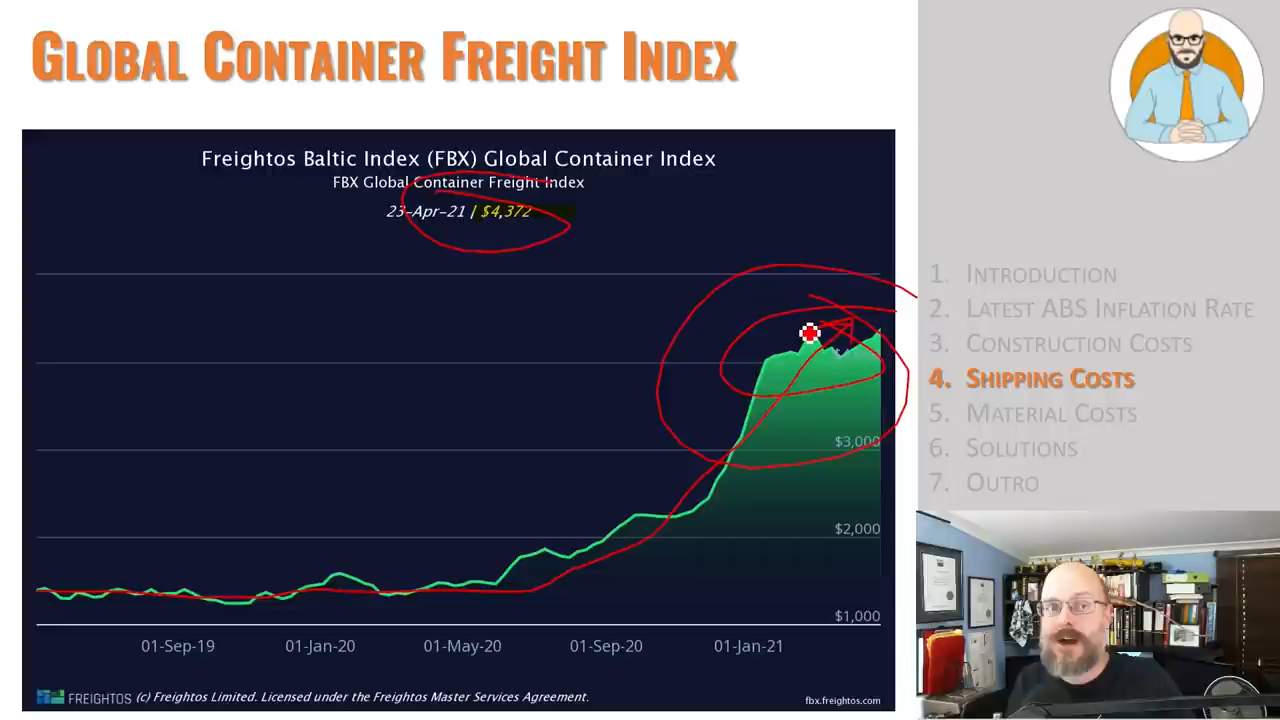 GLOBAL CONTAINER FREIGHT INDEX
Freightos Baltic Index (FBX) Global Container Index
FBX Global Container Freight Index
23-Apr-21 | $4,372
$3,000
$2,000
$1,000
01-Sep-19
01-Jan-20
01-May-20
01-Sep-20
01-Jan-21
FREIGHTOS (c) Freightos Limited. Licensed under the Freightos Master Services Agreement.
fbx.freightos.com
1. INTRODUCTION
2. LATEST ABS INFLATION RATE
3. CONSTRUCTION COSTS
4. SHIPPING COSTS
5. MATERIAL COSTS
6. SOLUTIONS
7. OUTRO